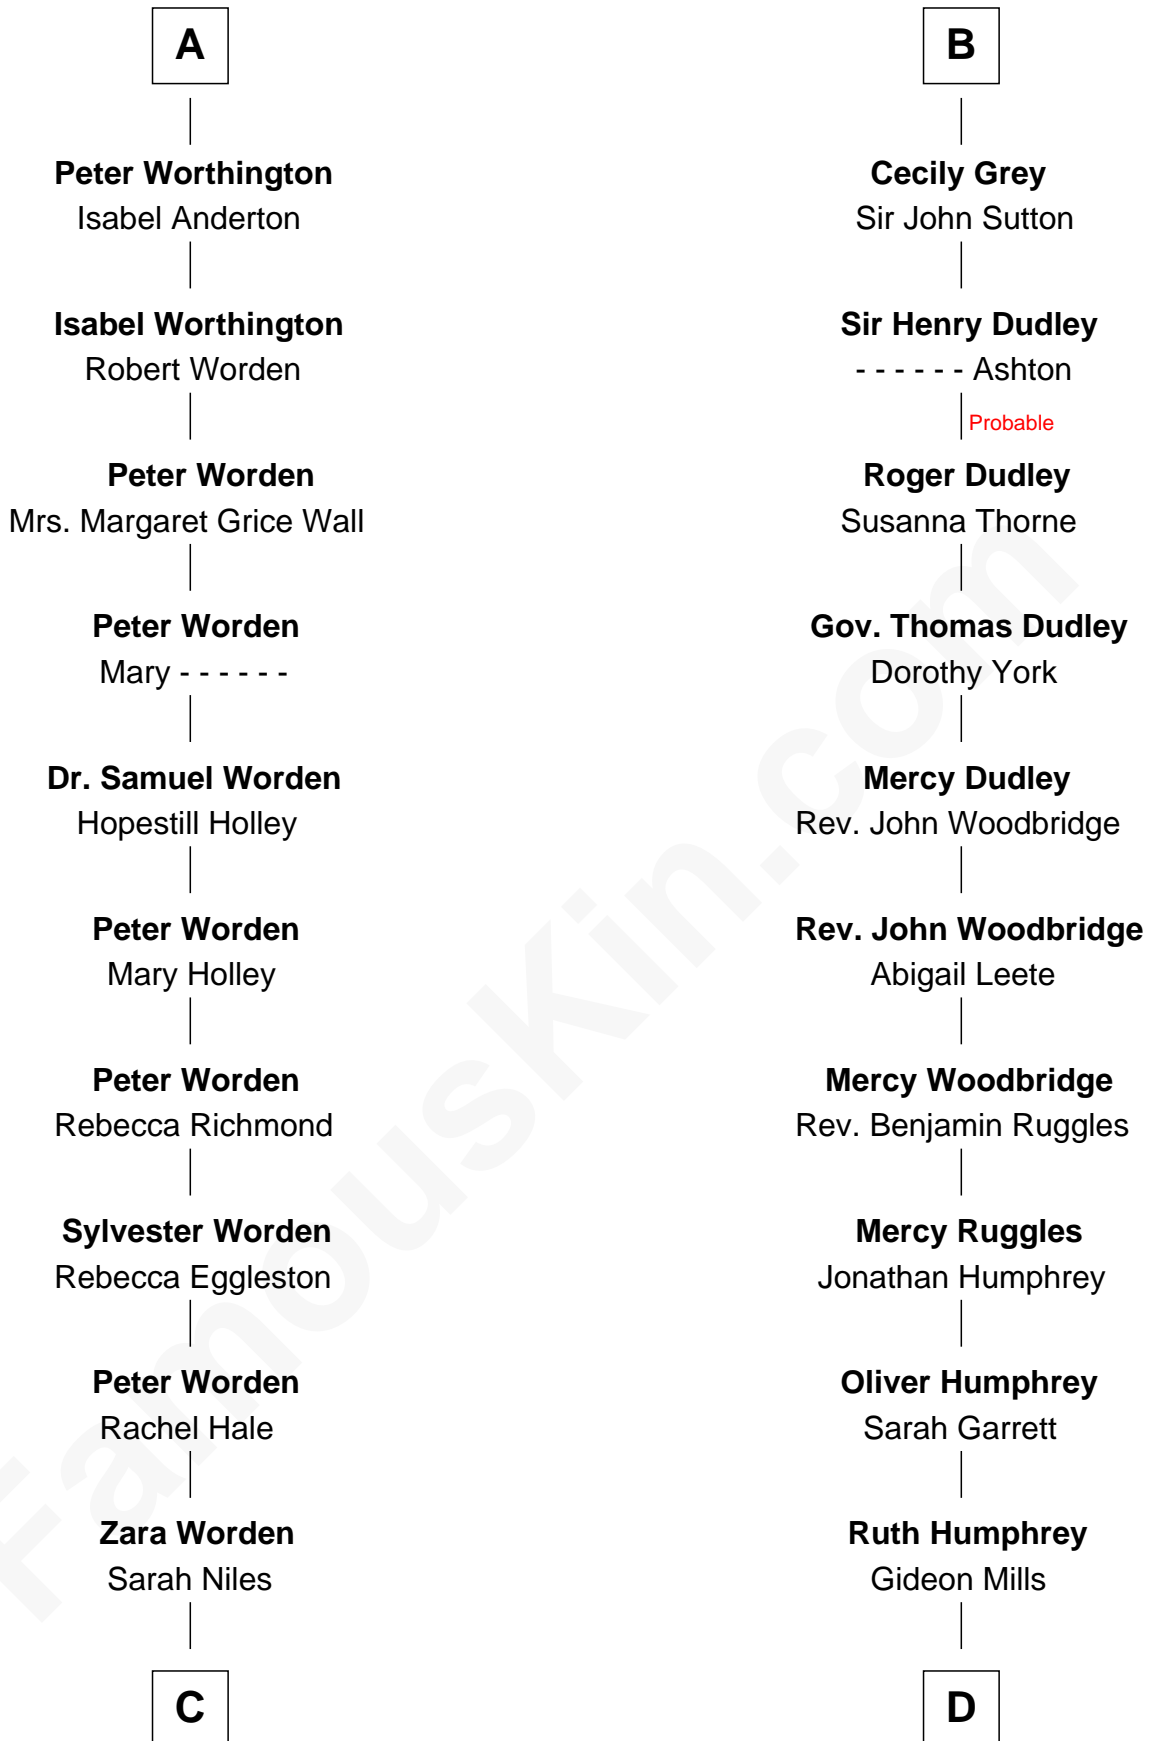 A
Peter Worthington
Isabel Anderton
Isabel Worthington
Robert Worden
Peter Worden
Mrs. Margaret Grice Wall
Peter Worden
Mary - - - - - -
Dr. Samuel Worden
Hopestill Holley
Peter Worden
Mary Holley
Peter Worden
Rebecca Richmond
Sylvester Worden
Rebecca Eggleston
Peter Worden
Rachel Hale
Zara Worden
Sarah Niles
C
B
Cecily Grey
Sir John Sutton
Sir Henry Dudley
- - - - - - Ashton
Probable
Roger Dudley
Susanna Thorne
Gov. Thomas Dudley
Dorothy York
Mercy Dudley
Rev. John Woodbridge
Rev. John Woodbridge
Abigail Leete
Mercy Woodbridge
Rev. Benjamin Ruggles
Mercy Ruggles
Jonathan Humphrey
Oliver Humphrey
Sarah Garrett
Ruth Humphrey
Gideon Mills
D
FamousKin.com